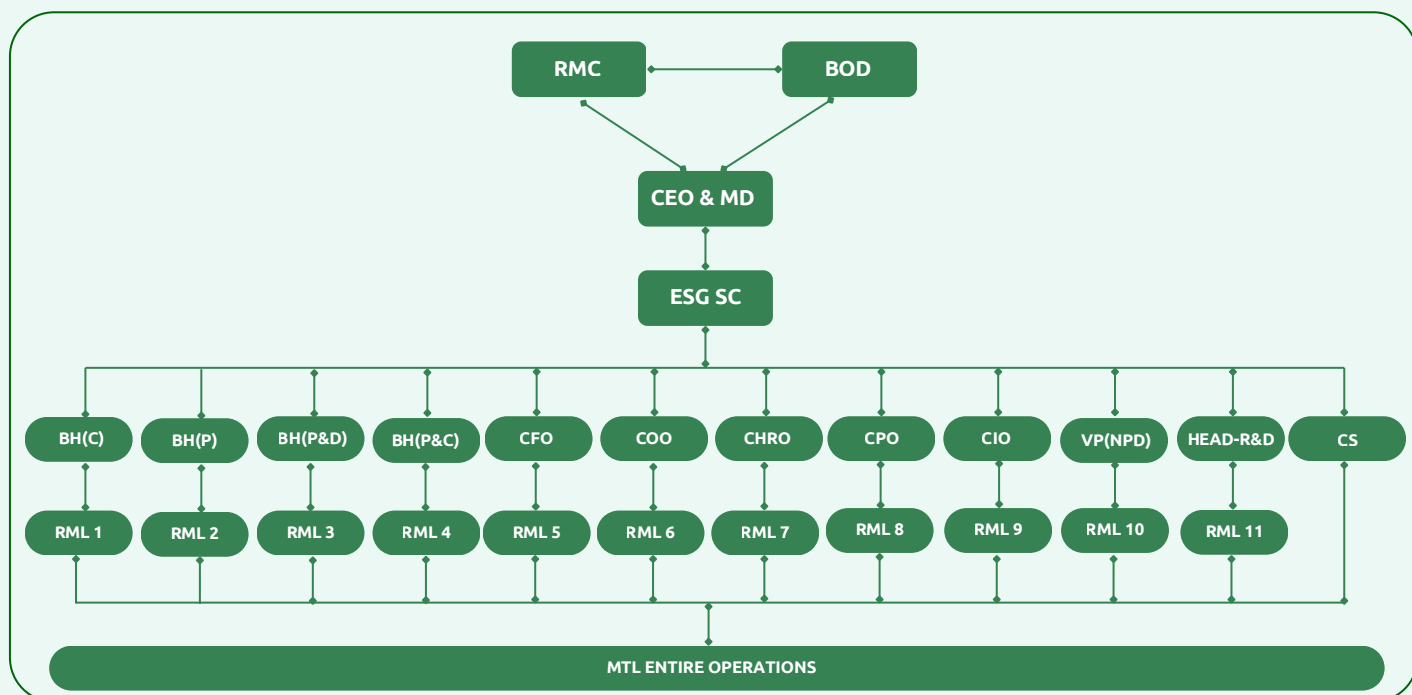 RMC
BOD
CEO & MD
ESG SC
BH(C)
BH(P)
BH(P&D)
BH(P&C)
CFO
COO
CHRO
CPO
CIO
VP(NPD)
HEAD-R&D
CS
RML 1
RML 2
RML 3
RML 4
RML 5
RML 6
RML 7
RML 8
RML 9
RML 10
RML 11
MTL ENTIRE OPERATIONS